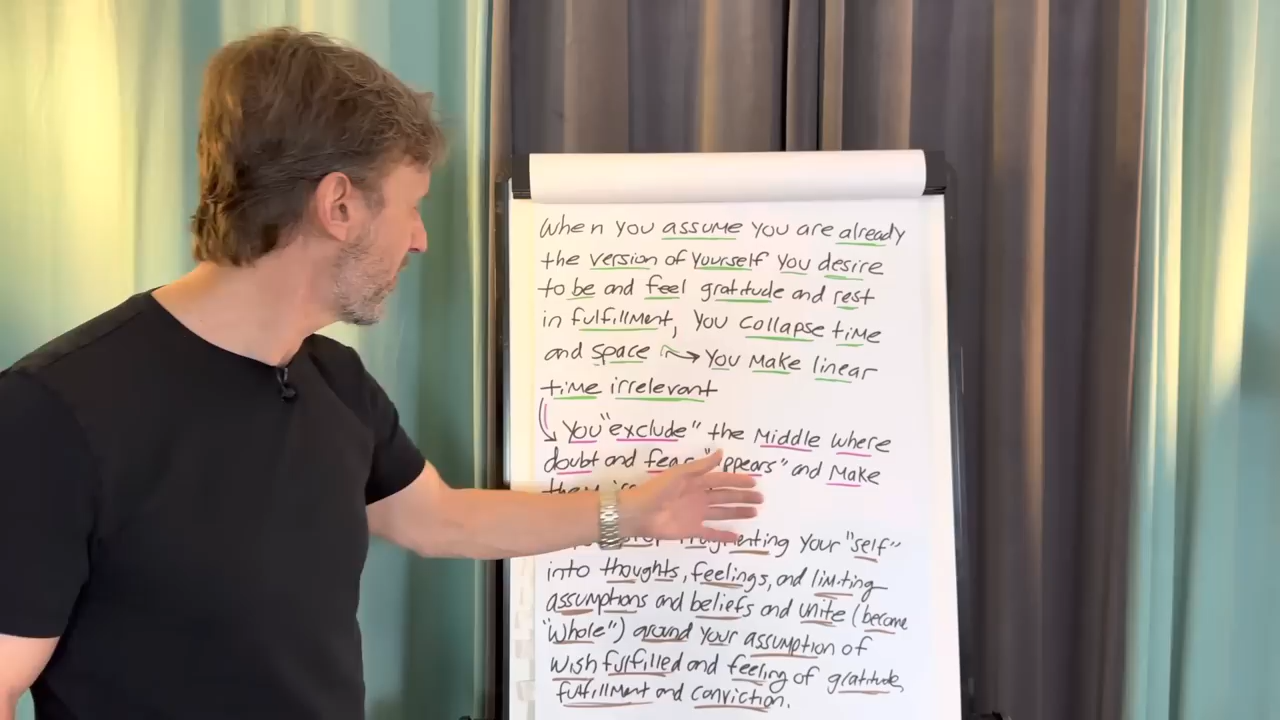 When you assume you are already
the version of yourself you desire
to be and feel gratitude and rest
in fulfillment, you collapse time
and space → You make linear
time irrelevant
You "exclude" the Middle where
doubt and fear "appears" and Make
them
fragmenting your "self"
into thoughts, feelings, and limiting
assumptions and beliefs and unite (become
"whole") around your assumption of
wish fulfilled and feeling of gratitude,
fulfillment and conviction.